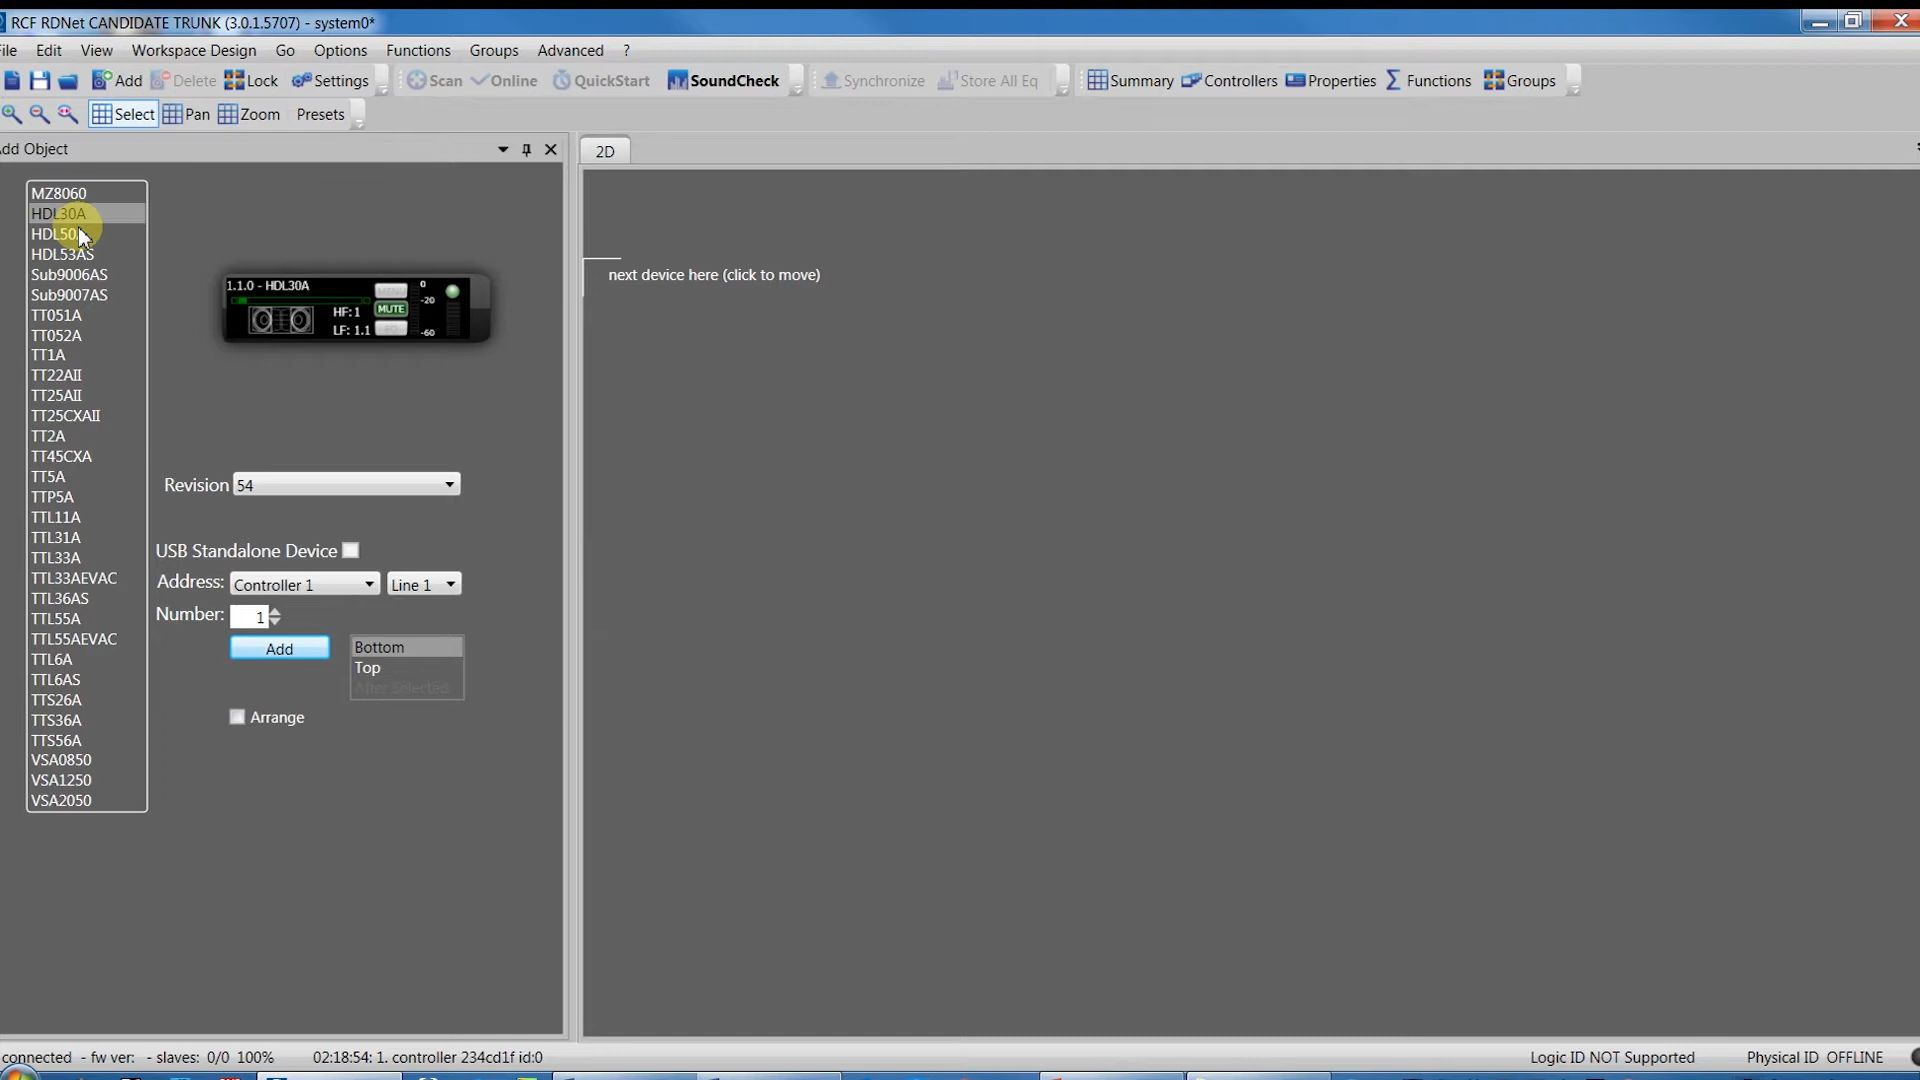 RCF RDNet CANDIDATE TRUNK (3.0.1.5707) - system0*
ile Edit View Workspace Design Go Options Functions Groups Advanced ?
Add Delete Lock Settings Scan Online QuickStart SoundCheck Synchronize Store All Eq Summary Controllers Properties Functions Groups
Select Pan Zoom Presets
dd Object
2D
MZ8060
HDL30A
HDL50
HDL53AS
Sub9006AS
Sub9007AS
TT051A
TT052A
TT1A
TT22AII
TT25AII
TT25CXAII
TT2A
TT45CXA
TT5A
TTP5A
TTL11A
TTL31A
TTL33A
TTL33AEVAC
TTL36AS
TTL55A
TTL55AEVAC
TTL6A
TTL6AS
TTS26A
TTS36A
TTS56A
VSA0850
VSA1250
VSA2050
1.1.0 - HDL30A
MENU
0
HF: 1
MUTE
-20
LF: 1.1
-60
Revision 54
USB Standalone Device
Address: Controller 1 Line 1
Number: 1
Add
Bottom
Top
After Selected
Arrange
next device here (click to move)
connected - fw ver: - slaves: 0/0 100% 02:18:54: 1. controller 234cd1f id:0 Logic ID NOT Supported Physical ID OFFLINE